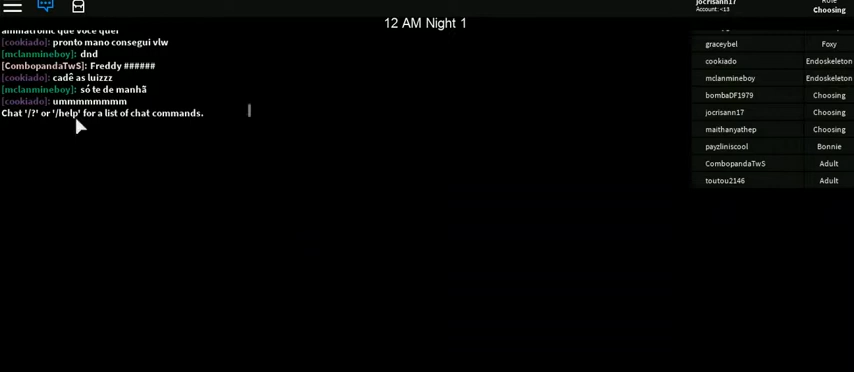 jocrisann17 Role
Account: <13 Choosing
12 AM Night 1
animatronic que você quer
[cookiado]: pronto mano consegui vlw
[mclanmineboy]: dnd
[CombopandaTwS]: Freddy ######
[cookiado]: cadê as luizzz
[mclanmineboy]: só te de manhã
[cookiado]: ummmmmmmm
Chat '/?' or '/help' for a list of chat commands.
graceybel Foxy
cookiado Endoskeleton
mclanmineboy Endoskeleton
bombaDF1979 Choosing
jocrisann17 Choosing
maithanyathep Choosing
payzliniscool Bonnie
CombopandaTwS Adult
toutou2146 Adult